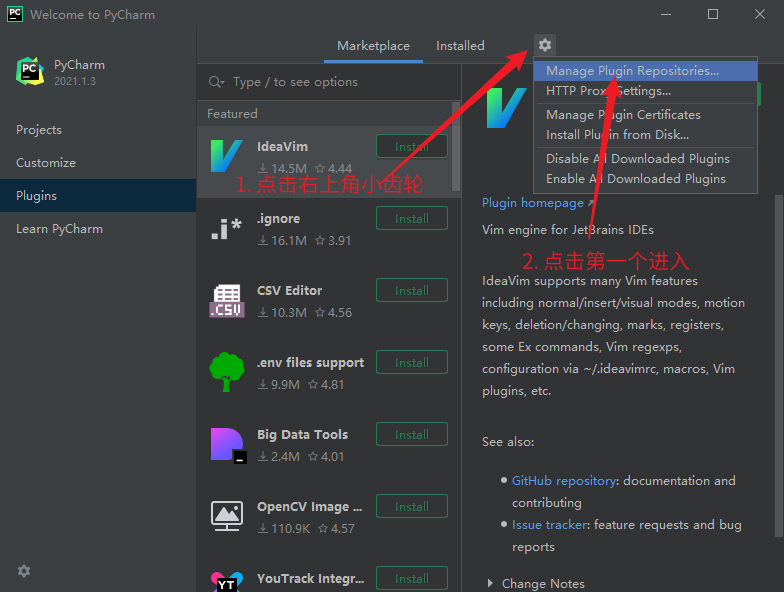 PC
Welcome to PyCharm
PC
PyCharm
2021.1.3
Projects
Customize
Plugins
Learn PyCharm
Marketplace
Installed
Type / to see options
Featured
IdeaVim
14.5M 4.44
Install
1. 点击右上角小齿轮
.i*
.ignore
16.1M 3.91
Install
.CSV
CSV Editor
10.3M 4.56
Install
.env files support
9.9M 4.81
Install
Big Data Tools
2.4M 4.01
Install
OpenCV Image ...
110.9K 4.57
Install
YT
YouTrack Integr...
Install
Manage Plugin Repositories...
HTTP Proxy Settings...
Manage Plugin Certificates
Install Plugin from Disk...
Disable All Downloaded Plugins
Enable All Downloaded Plugins
Plugin homepage
Vim engine for JetBrains IDEs
2. 点击第一个进入
IdeaVim supports many Vim features
including normal/insert/visual modes, motion
keys, deletion/changing, marks, registers,
some Ex commands, Vim regexps,
configuration via ~/.ideavimrc, macros, Vim
plugins, etc.
See also:
GitHub repository: documentation and
contributing
Issue tracker: feature requests and bug
reports
Change Notes